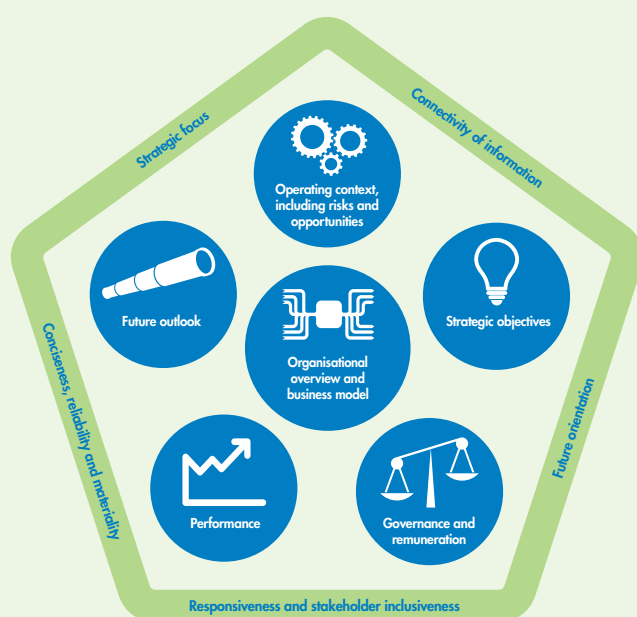 Strategic focus
Connectivity of information
Operating context,
including risks and
opportunities
Future outlook
Strategic objectives
Organisational
overview and
business model
Conciseness, reliability and materiality
Future orientation
Performance
Governance and
remuneration
Responsiveness and stakeholder inclusiveness